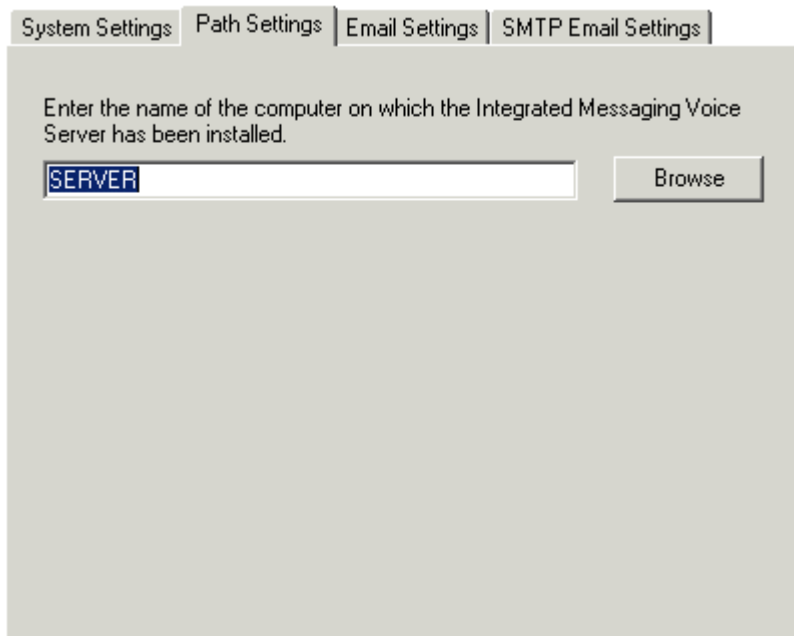 System Settings Path Settings Email Settings SMTP Email Settings
Enter the name of the computer on which the Integrated Messaging Voice
Server has been installed.
SERVER Browse